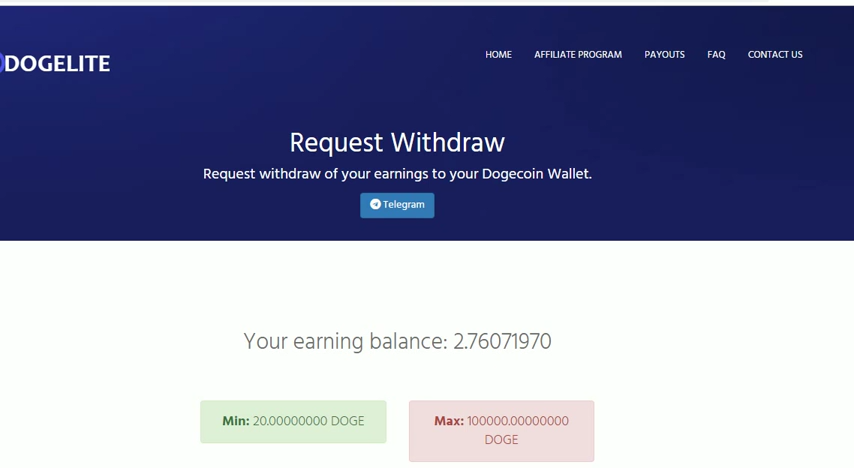 DOGELITE
HOME AFFILIATE PROGRAM PAYOUTS FAQ CONTACT US
Request Withdraw
Request withdraw of your earnings to your Dogecoin Wallet.
Telegram
Your earning balance: 2.76071970
Min: 20.00000000 DOGE
Max: 100000.00000000
DOGE